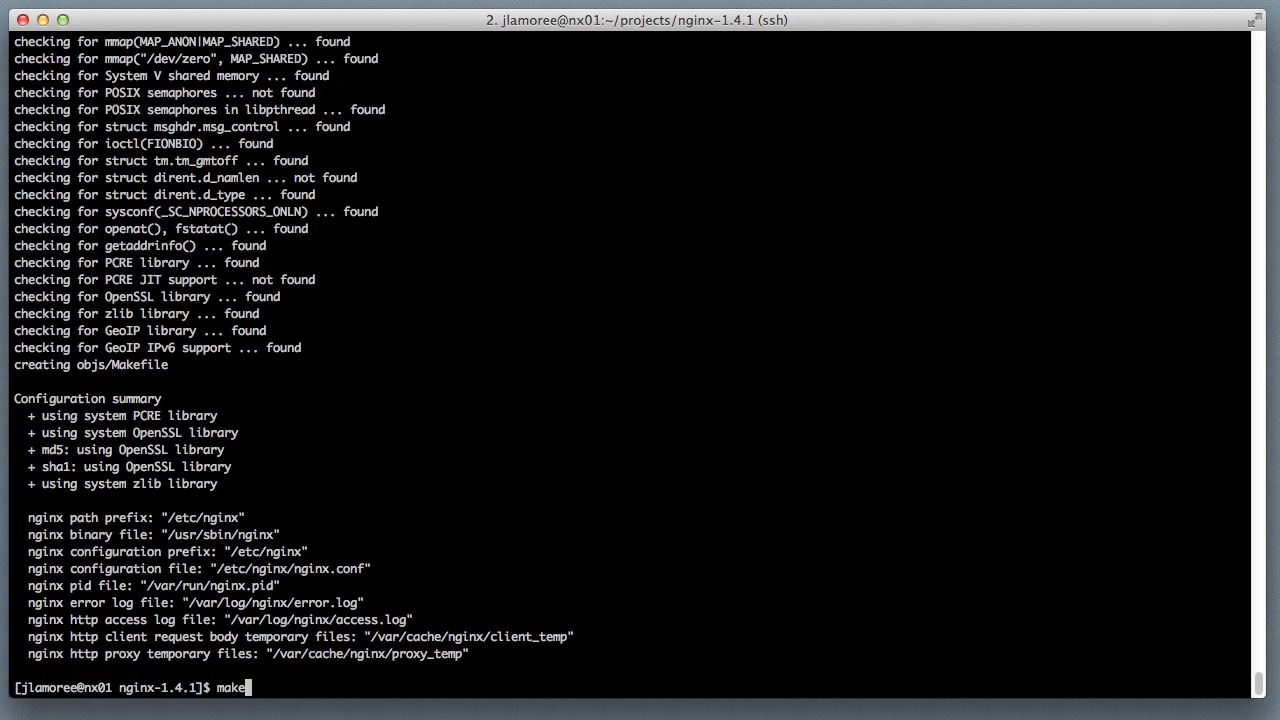 2. jlamoree@nx01:~/projects/nginx-1.4.1 (ssh)
checking for mmap(MAP_ANON|MAP_SHARED) ... found
checking for mmap("/dev/zero", MAP_SHARED) ... found
checking for System V shared memory ... found
checking for POSIX semaphores ... not found
checking for POSIX semaphores in libpthread ... found
checking for struct msghdr.msg_control ... found
checking for ioctl(FIONBIO) ... found
checking for struct tm.tm_gmtoff ... found
checking for struct dirent.d_namlen ... not found
checking for struct dirent.d_type ... found
checking for sysconf(_SC_NPROCESSORS_ONLN) ... found
checking for openat(), fstatat() ... found
checking for getaddrinfo() ... found
checking for PCRE library ... found
checking for PCRE JIT support ... not found
checking for OpenSSL library ... found
checking for zlib library ... found
checking for GeoIP library ... found
checking for GeoIP IPv6 support ... found
creating objs/Makefile
Configuration summary
+ using system PCRE library
+ using system OpenSSL library
+ md5: using OpenSSL library
+ sha1: using OpenSSL library
+ using system zlib library
nginx path prefix: "/etc/nginx"
nginx binary file: "/usr/sbin/nginx"
nginx configuration prefix: "/etc/nginx"
nginx configuration file: "/etc/nginx/nginx.conf"
nginx pid file: "/var/run/nginx.pid"
nginx error log file: "/var/log/nginx/error.log"
nginx http access log file: "/var/log/nginx/access.log"
nginx http client request body temporary files: "/var/cache/nginx/client_temp"
nginx http proxy temporary files: "/var/cache/nginx/proxy_temp"
[jlamoree@nx01 nginx-1.4.1]$ make